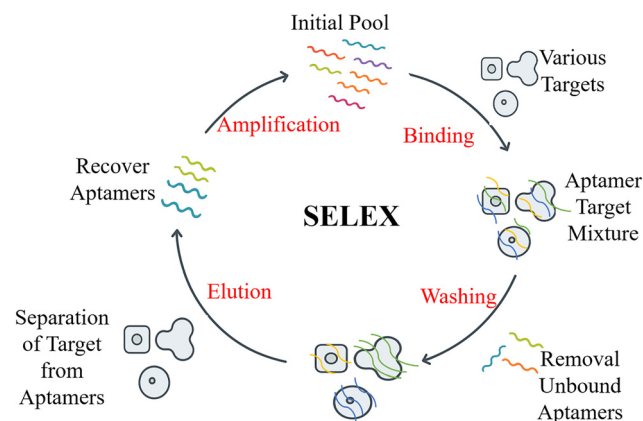 Initial Pool
Various
Targets
Amplification
Binding
Recover
Aptamers
SELEX
Aptamer
Target
Mixture
Elution
Washing
Separation
of Target
from
Aptamers
Removal
Unbound
Aptamers